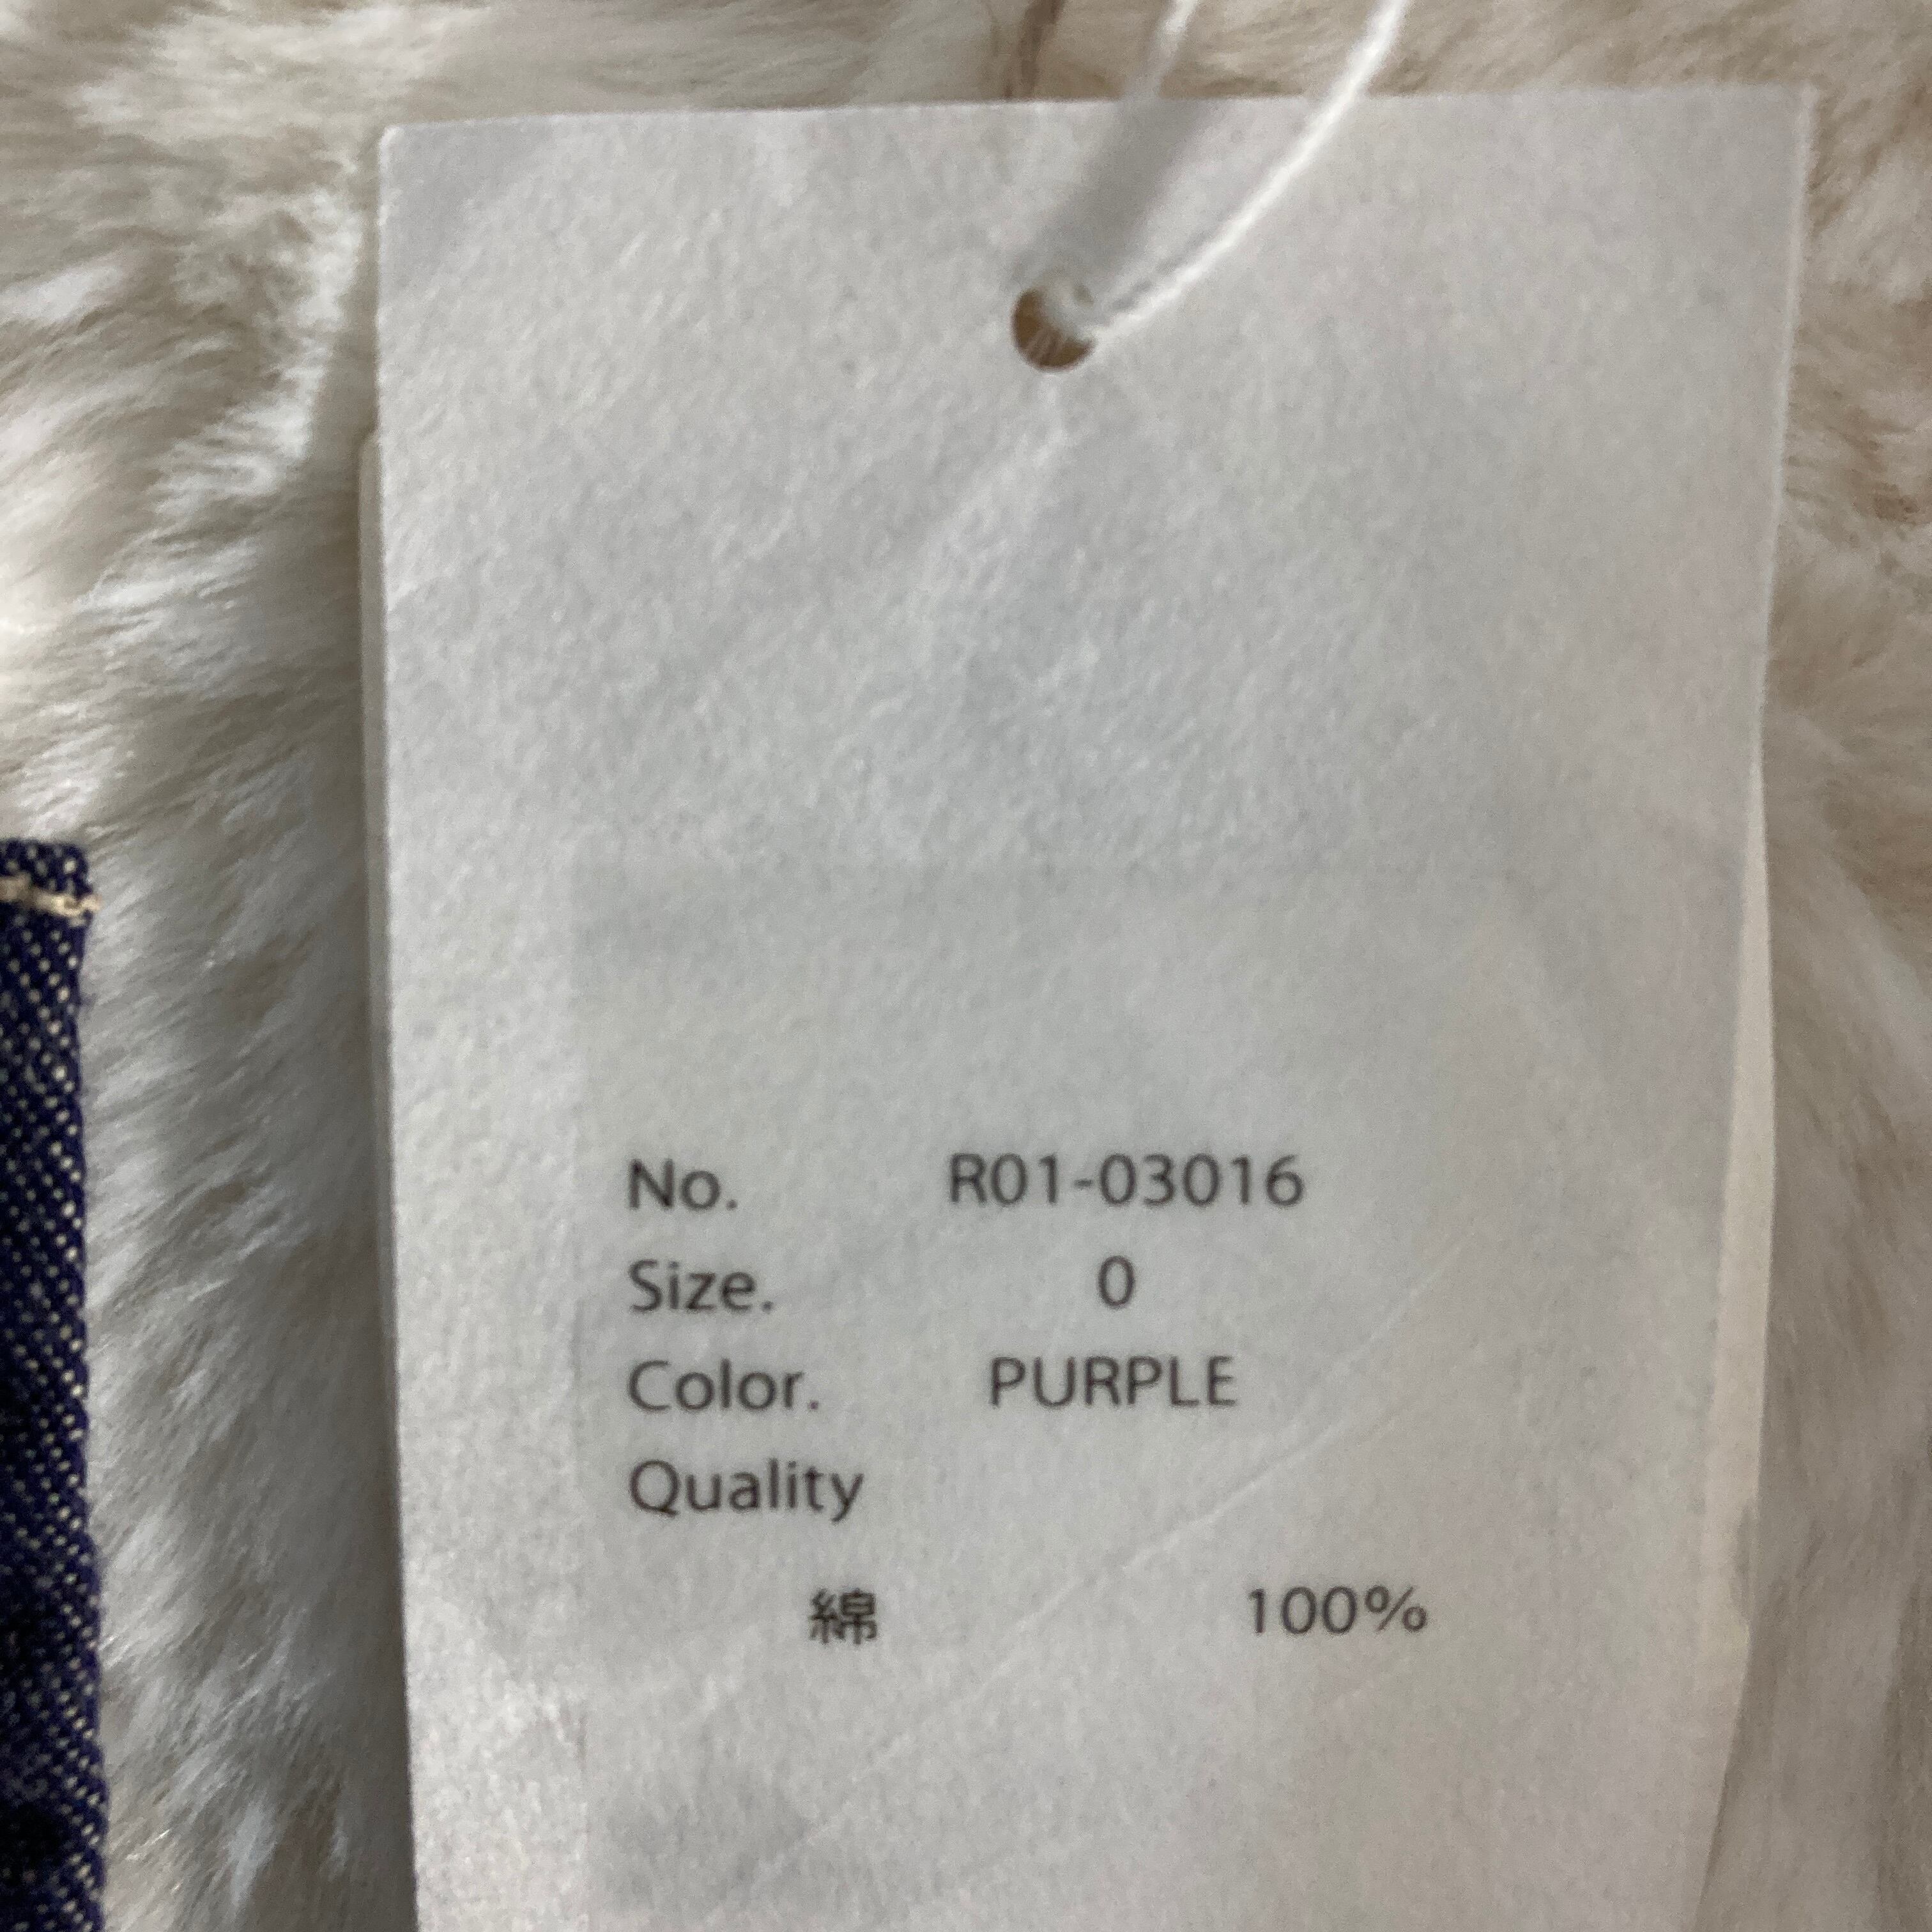 No. R01-03016
Size. 0
Color. PURPLE
Quality
綿 100%